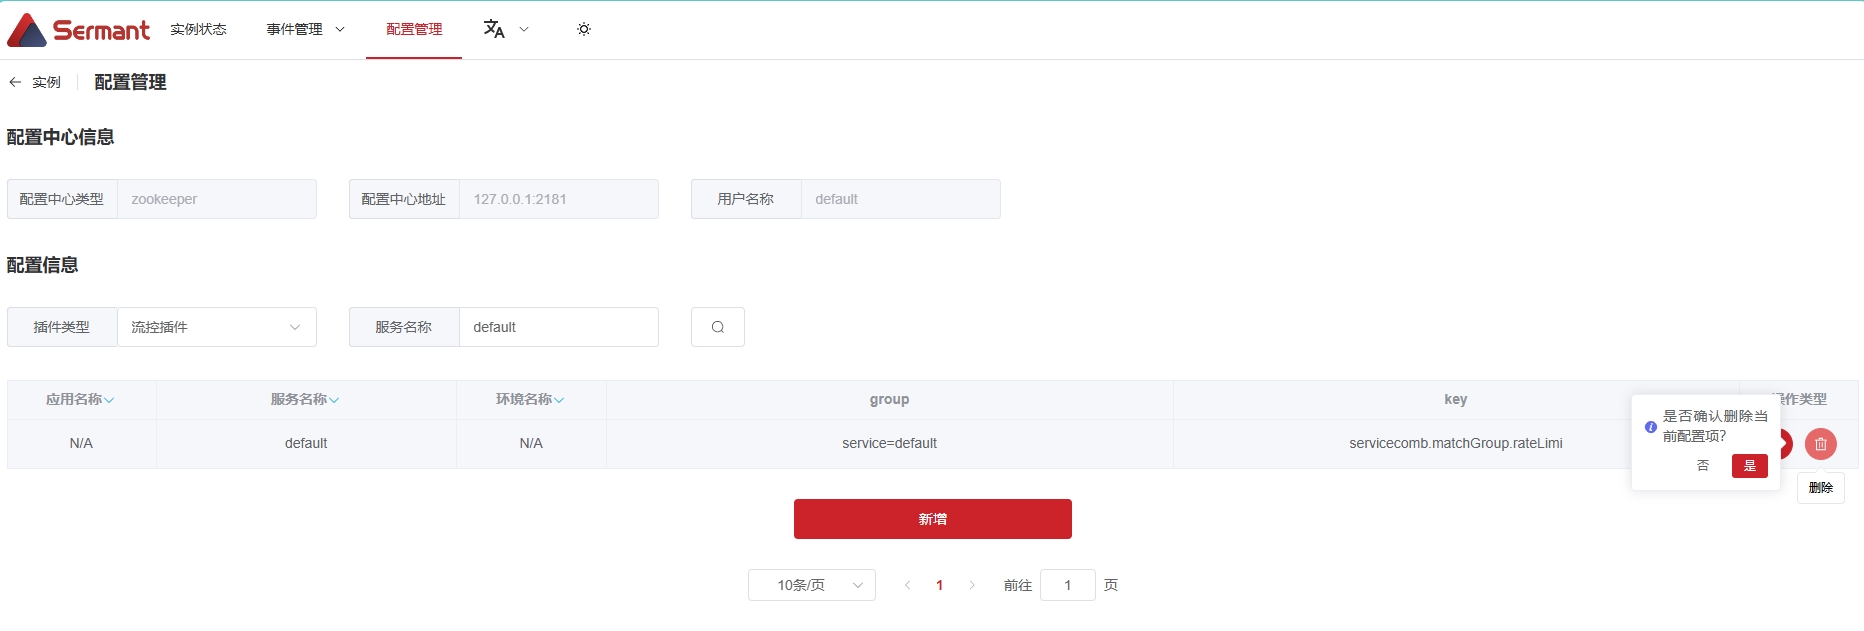 Sermant 实例状态 事件管理 配置管理
实例 配置管理
配置中心信息
配置中心类型 zookeeper 配置中心地址 127.0.0.1:2181 用户名称 default
配置信息
插件类型 流控插件 服务名称 default
应用名称 服务名称 环境名称 group key 操作类型
N/A default N/A service=default servicecomb.matchGroup.rateLimi
是否确认删除当
前配置项?
否 是
删除
新增
10条/页 1 前往 1 页